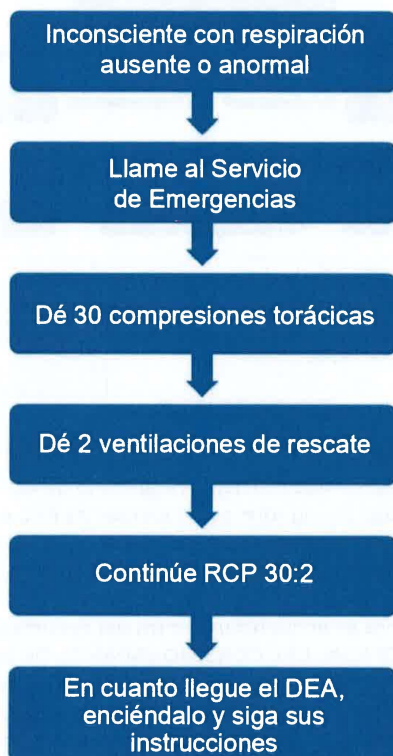 Inconsciente con respiración
ausente o anormal
Llame al Servicio
de Emergencias
Dé 30 compresiones torácicas
Dé 2 ventilaciones de rescate
Continúe RCP 30:2
En cuanto llegue el DEA,
enciéndalo y siga sus
instrucciones